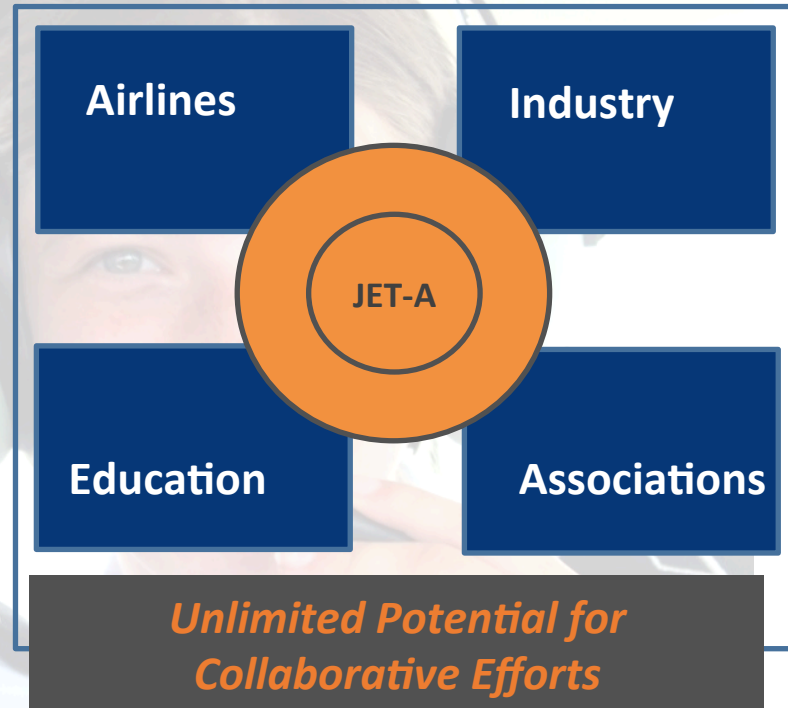 Airlines
Industry
JET-A
Education
Associations
Unlimited Potential for
Collaborative Efforts